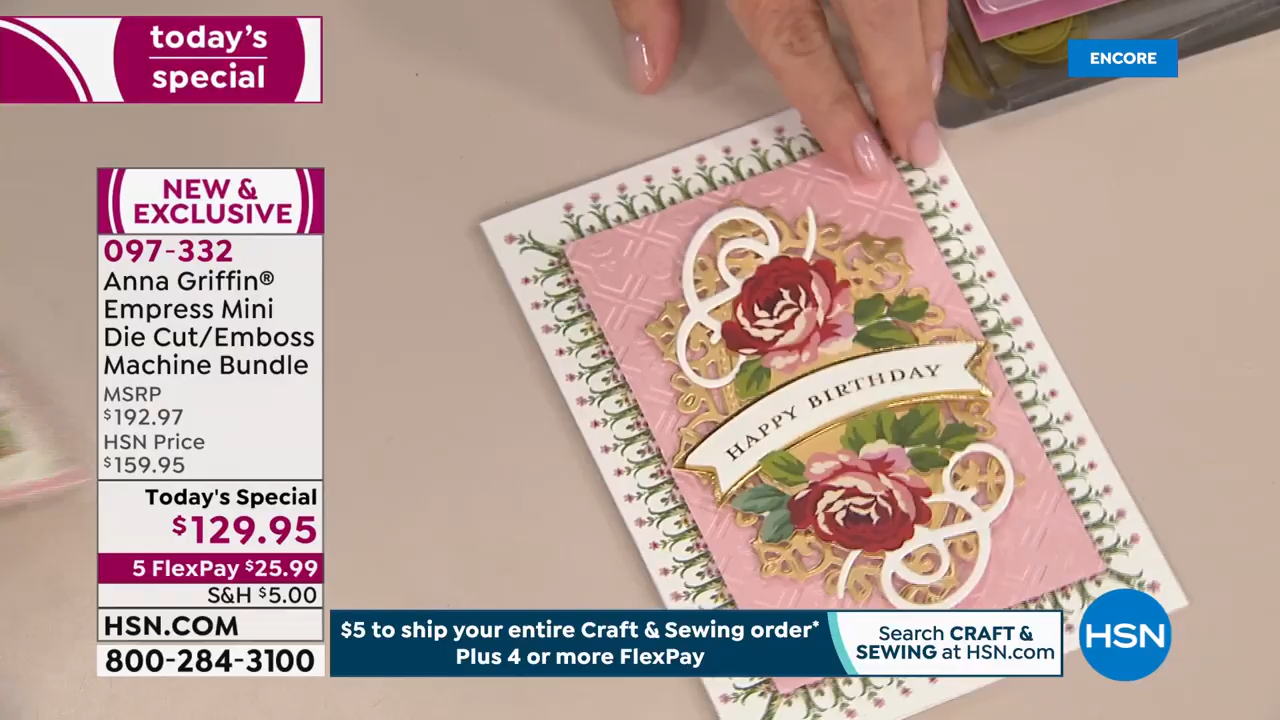 today's
special
ENCORE
NEW &
EXCLUSIVE
097-332
Anna Griffin®
Empress Mini
Die Cut/Emboss
Machine Bundle
MSRP
$192.97
HSN Price
$159.95
Today's Special
$129.95
5 FlexPay $25.99
S&H $5.00
HSN.COM
800-284-3100
HAPPY BIRTHDAY
$5 to ship your entire Craft & Sewing order*
Plus 4 or more FlexPay
Search CRAFT &
SEWING at HSN.com
HSN